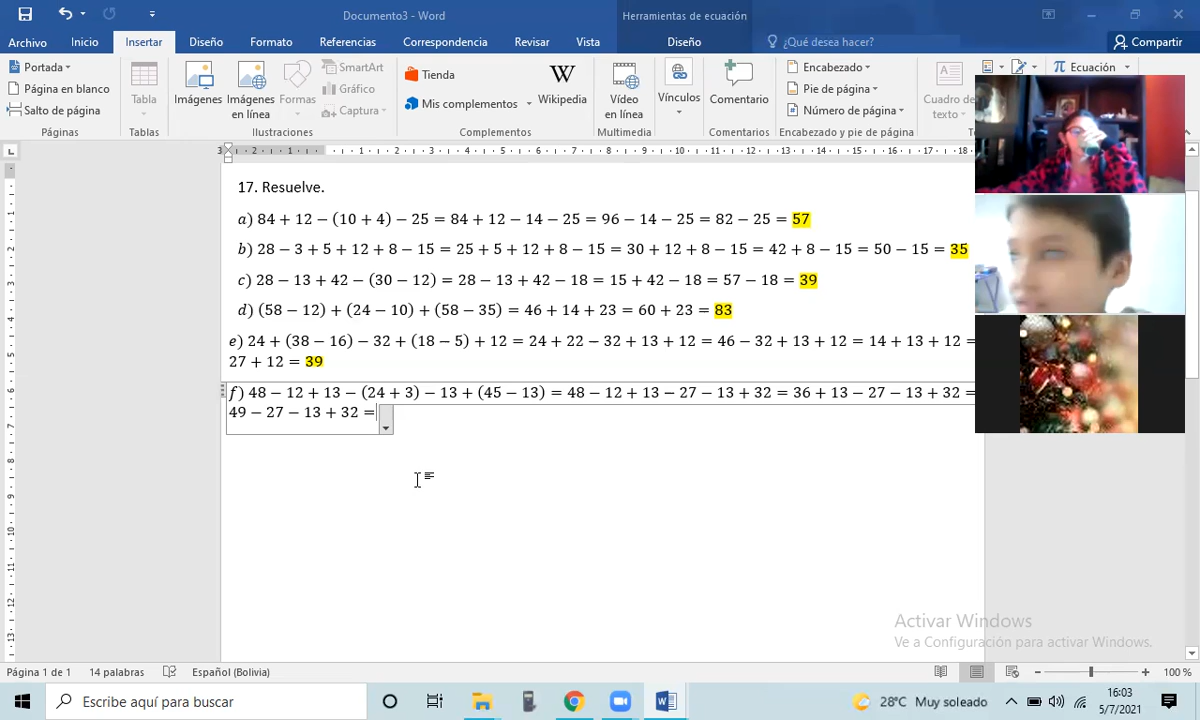 Documento3 - Word
Herramientas de ecuación
Archivo Inicio Insertar Diseño Formato Referencias Correspondencia Revisar Vista Diseño ¿Qué desea hacer? Compartir
Portada
Página en blanco
Salto de página
Páginas
Tabla
Tablas
Imágenes
Imágenes en línea
Formas
SmartArt
Gráfico
Captura
Ilustraciones
Tienda
Mis complementos
Wikipedia
Complementos
Vídeo en línea
Multimedia
Vínculos
Comentario
Comentarios
Encabezado
Pie de página
Número de página
Encabezado y pie de página
Cuadro de texto
Ecuación
17. Resuelve.
a) 84 + 12 − (10 + 4) − 25 = 84 + 12 − 14 − 25 = 96 − 14 − 25 = 82 − 25 = 57
b) 28 − 3 + 5 + 12 + 8 − 15 = 25 + 5 + 12 + 8 − 15 = 30 + 12 + 8 − 15 = 42 + 8 − 15 = 50 − 15 = 35
c) 28 − 13 + 42 − (30 − 12) = 28 − 13 + 42 − 18 = 15 + 42 − 18 = 57 − 18 = 39
d) (58 − 12) + (24 − 10) + (58 − 35) = 46 + 14 + 23 = 60 + 23 = 83
e) 24 + (38 − 16) − 32 + (18 − 5) + 12 = 24 + 22 − 32 + 13 + 12 = 46 − 32 + 13 + 12 = 14 + 13 + 12 =
27 + 12 = 39
f) 48 − 12 + 13 − (24 + 3) − 13 + (45 − 13) = 48 − 12 + 13 − 27 − 13 + 32 = 36 + 13 − 27 − 13 + 32 =
49 − 27 − 13 + 32 =
Activar Windows
Ve a Configuración para activar Windows.
Página 1 de 1 14 palabras Español (Bolivia) 100 %
Escribe aquí para buscar
28°C Muy soleado
16:03
5/7/2021